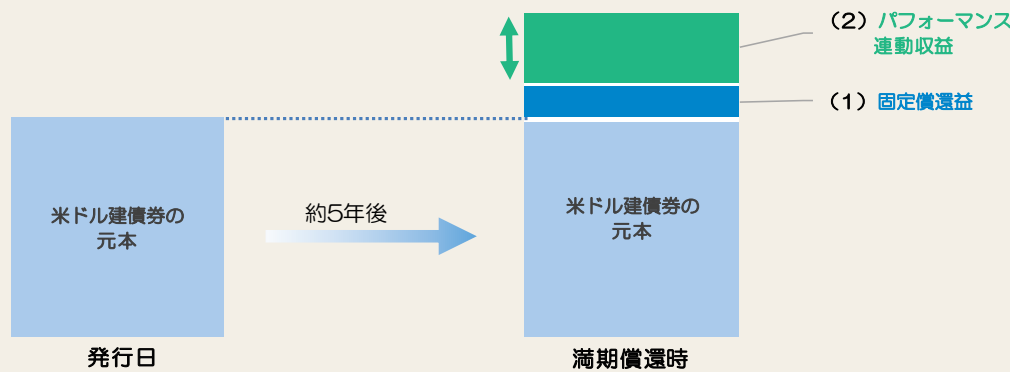 (2) パフォーマンス
連動収益
(1) 固定償還益
米ドル建債券の
元本
約5年後
米ドル建債券の
元本
発行日
満期償還時